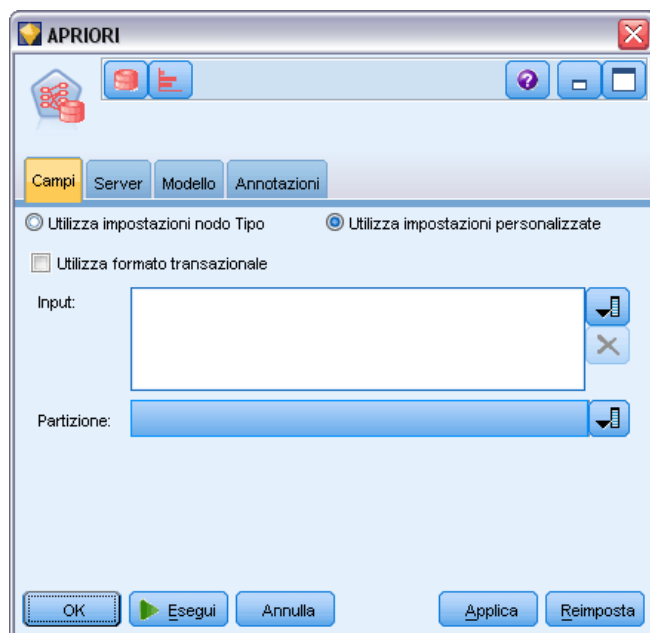 APRIORI
?
Campi Server Modello Annotazioni
Utilizza impostazioni nodo Tipo Utilizza impostazioni personalizzate
Utilizza formato transazionale
Input:
Partizione:
OK Esegui Annulla Applica Reimposta